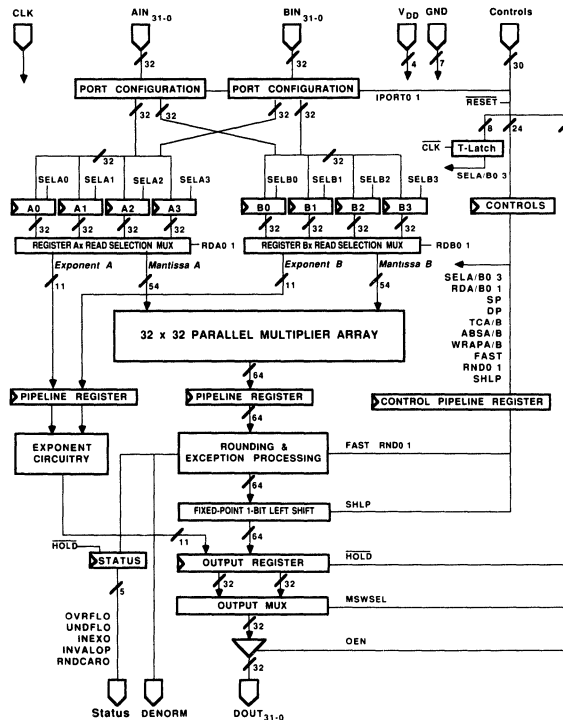 CLK
AIN 31-0
BIN 31-0
VDD GND
Controls
32
32
4
7
30
PORT CONFIGURATION
PORT CONFIGURATION
IPORT0 1
RESET
32
32
32
32
8
24
CLK
T-Latch
32
32
SELA/B0 3
SELA0
SELA1
SELA2
SELA3
SELB0
SELB1
SELB2
SELB3
A0
A1
A2
A3
B0
B1
B2
B3
CONTROLS
32
32
32
32
32
32
32
32
REGISTER Ax READ SELECTION MUX
RDA0 1
REGISTER Bx READ SELECTION MUX
RDB0 1
Exponent A
Mantissa A
Exponent B
Mantissa B
11
54
11
54
SELA/B0 3
RDA/B0 1
SP
DP
TCA/B
ABSA/B
WRAPA/B
FAST
RND0 1
SHLP
32 x 32 PARALLEL MULTIPLIER ARRAY
64
PIPELINE REGISTER
PIPELINE REGISTER
CONTROL PIPELINE REGISTER
64
EXPONENT
CIRCUITRY
ROUNDING &
EXCEPTION PROCESSING
FAST RND0 1
64
FIXED-POINT 1-BIT LEFT SHIFT
SHLP
11
64
HOLD
STATUS
OUTPUT REGISTER
HOLD
5
32
32
OUTPUT MUX
MSWSEL
OVRFLO
UNDFLO
INEXO
INVALOP
RNDCARO
32
OEN
32
Status
DENORM
DOUT 31-0